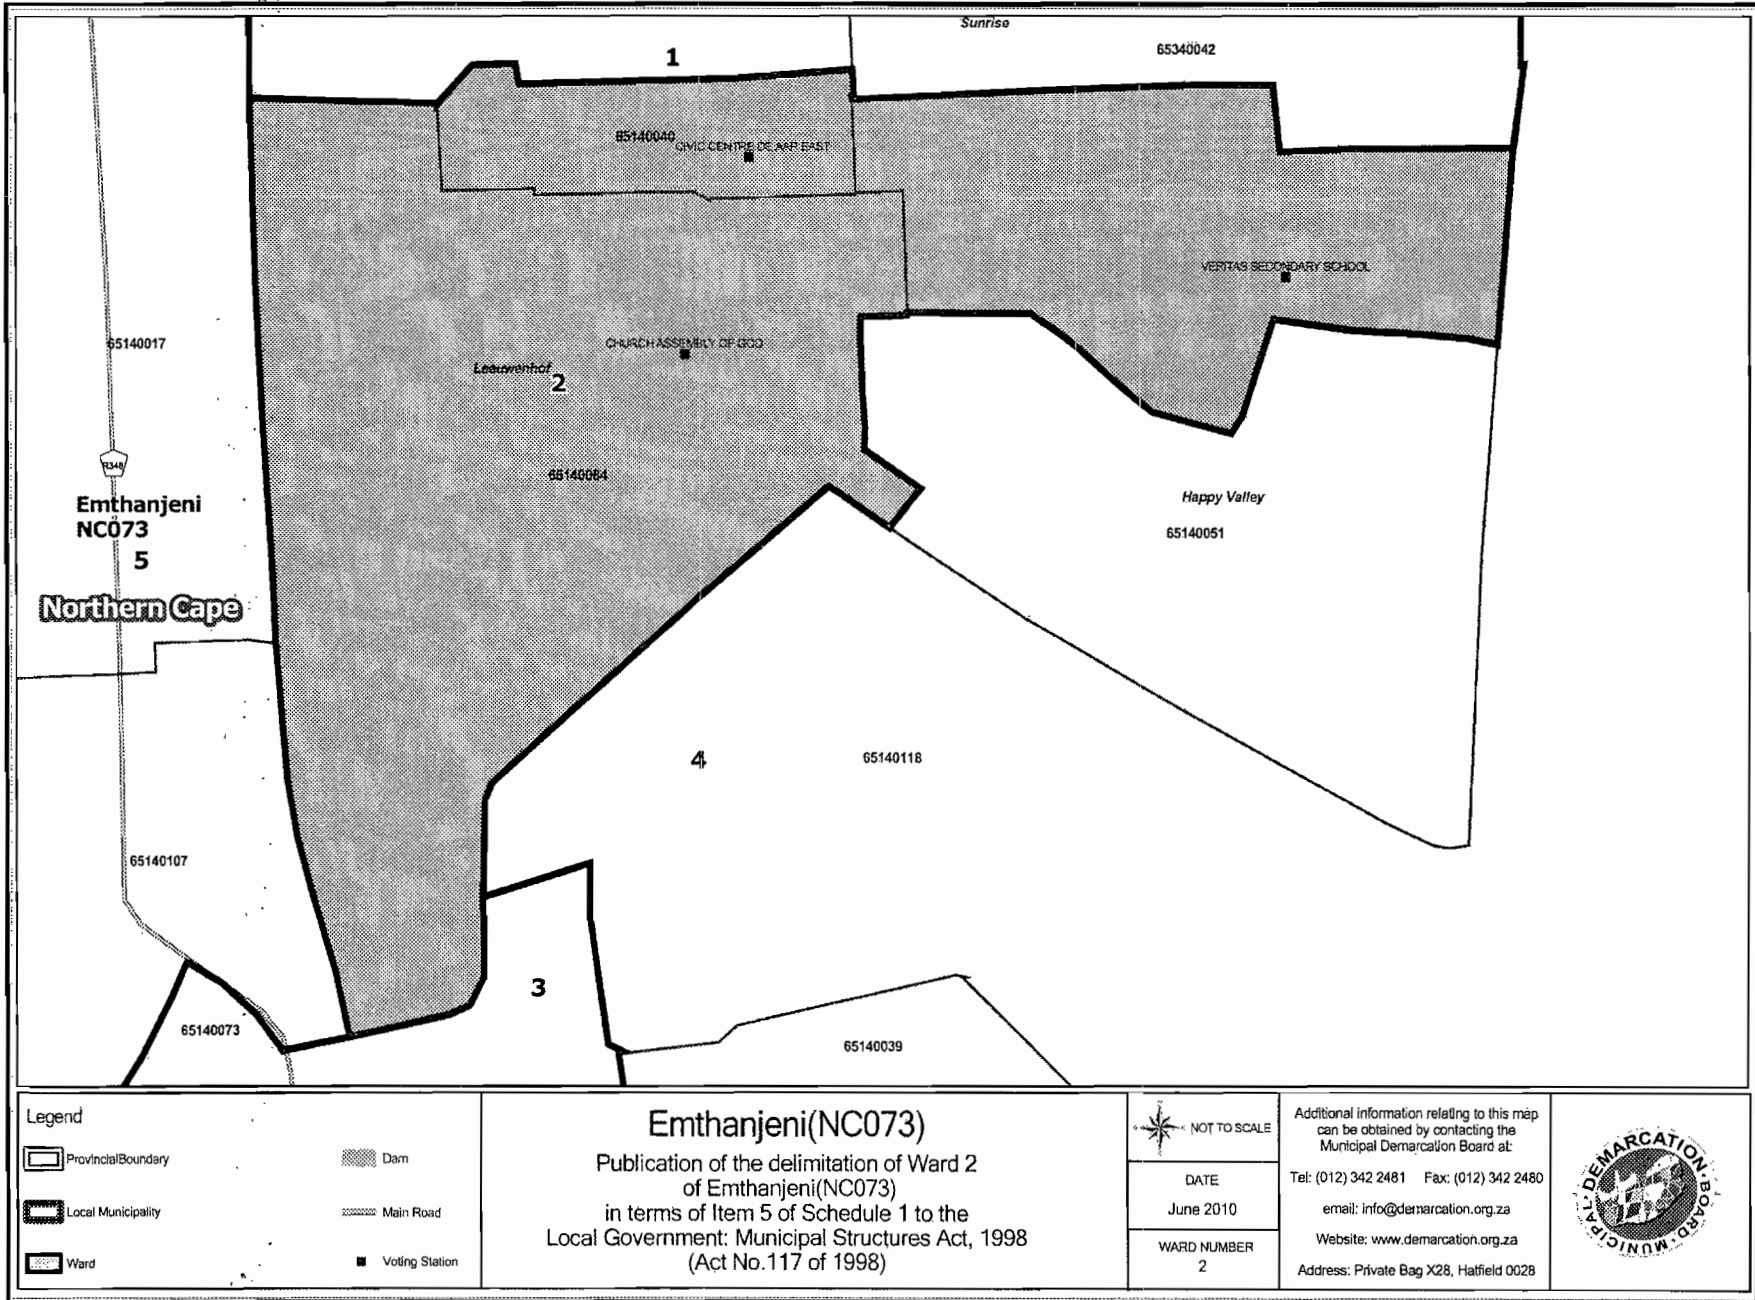 Sunrise
1
65340042
65140040
CIVIC CENTRE DE AAR EAST
VERITAS SECONDARY SCHOOL
65140017
CHURCH ASSEMBLY OF GOD
Leeuwenhof
2
R348
65140064
Emthanjeni
NC073
5
Happy Valley
65140051
Northern Cape
4
65140118
65140107
3
65140073
65140039
Legend
ProvincialBoundary
Local Municipality
Ward
Dam
Main Road
Voting Station
Emthanjeni(NC073)
Publication of the delimitation of Ward 2
of Emthanjeni(NC073)
in terms of Item 5 of Schedule 1 to the
Local Government: Municipal Structures Act, 1998
(Act No.117 of 1998)
NOT TO SCALE
DATE
June 2010
WARD NUMBER
2
Additional information relating to this map
can be obtained by contacting the
Municipal Demarcation Board at:
Tel: (012) 342 2481 Fax: (012) 342 2480
email: info@demarcation.org.za
Website: www.demarcation.org.za
Address: Private Bag X28, Hatfield 0028
MUNICIPAL DEMARCATION BOARD